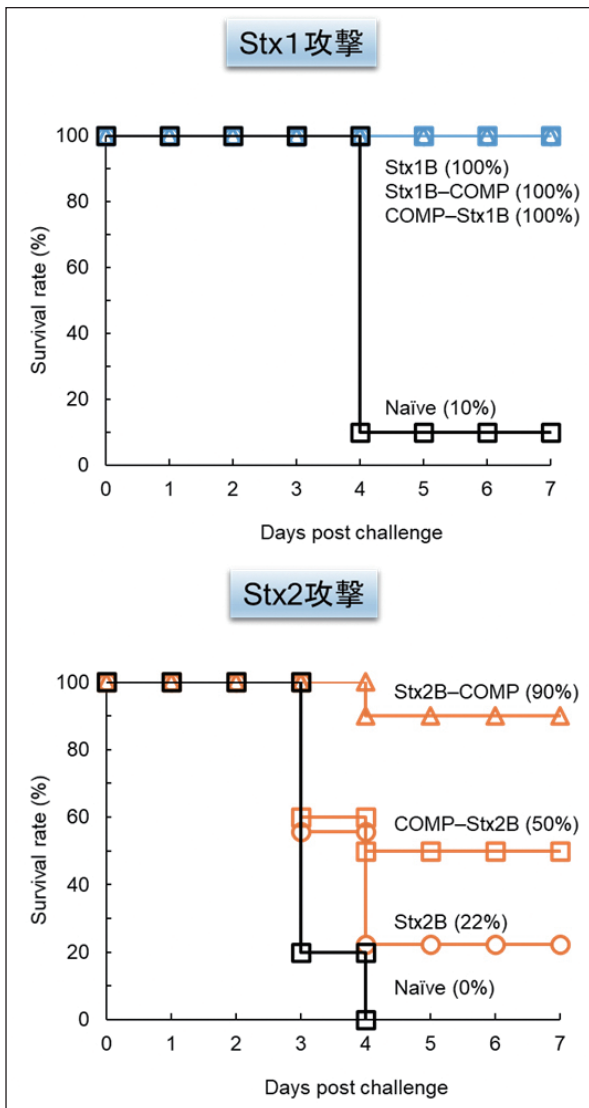 Stx1攻撃
100
80
60
40
20
0
Survival rate (%)
Stx1B (100%)
Stx1B–COMP (100%)
COMP–Stx1B (100%)
Naïve (10%)
0 1 2 3 4 5 6 7
Days post challenge
Stx2攻撃
100
80
60
40
20
0
Survival rate (%)
Stx2B–COMP (90%)
COMP–Stx2B (50%)
Stx2B (22%)
Naïve (0%)
0 1 2 3 4 5 6 7
Days post challenge